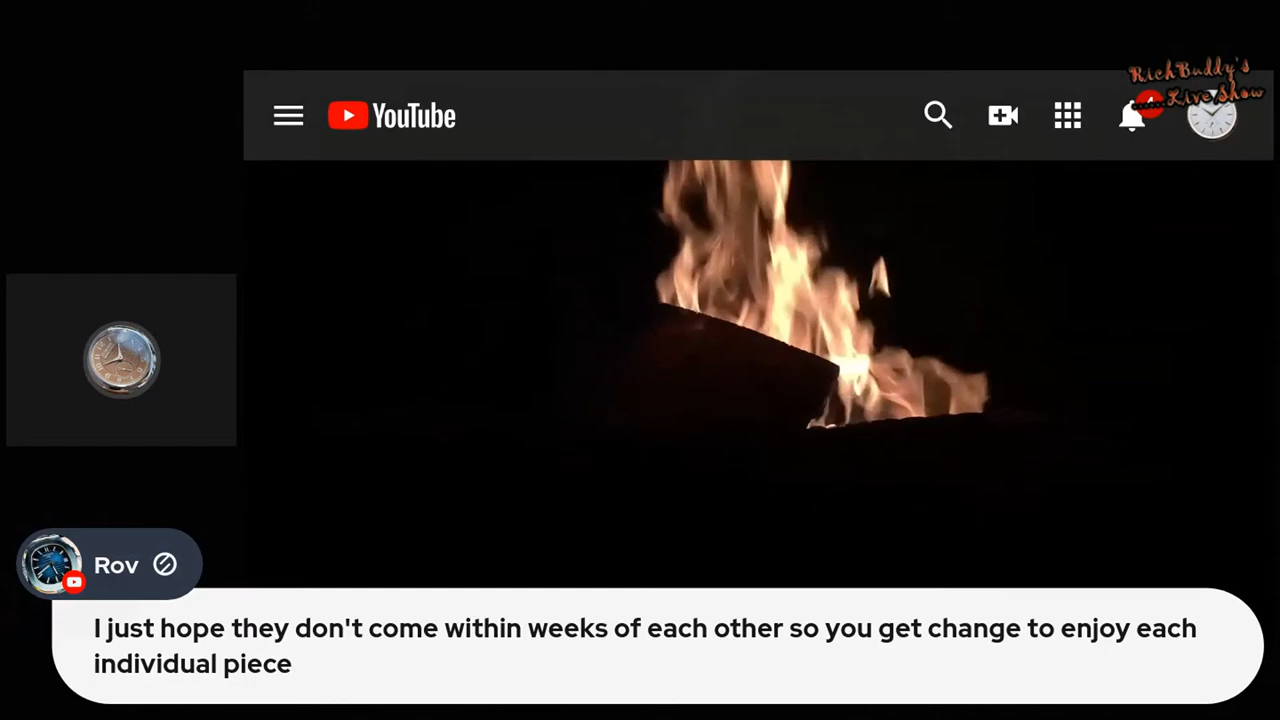 RichBuddy's
......Live Show
YouTube
4
Rov
I just hope they don't come within weeks of each other so you get change to enjoy each
individual piece